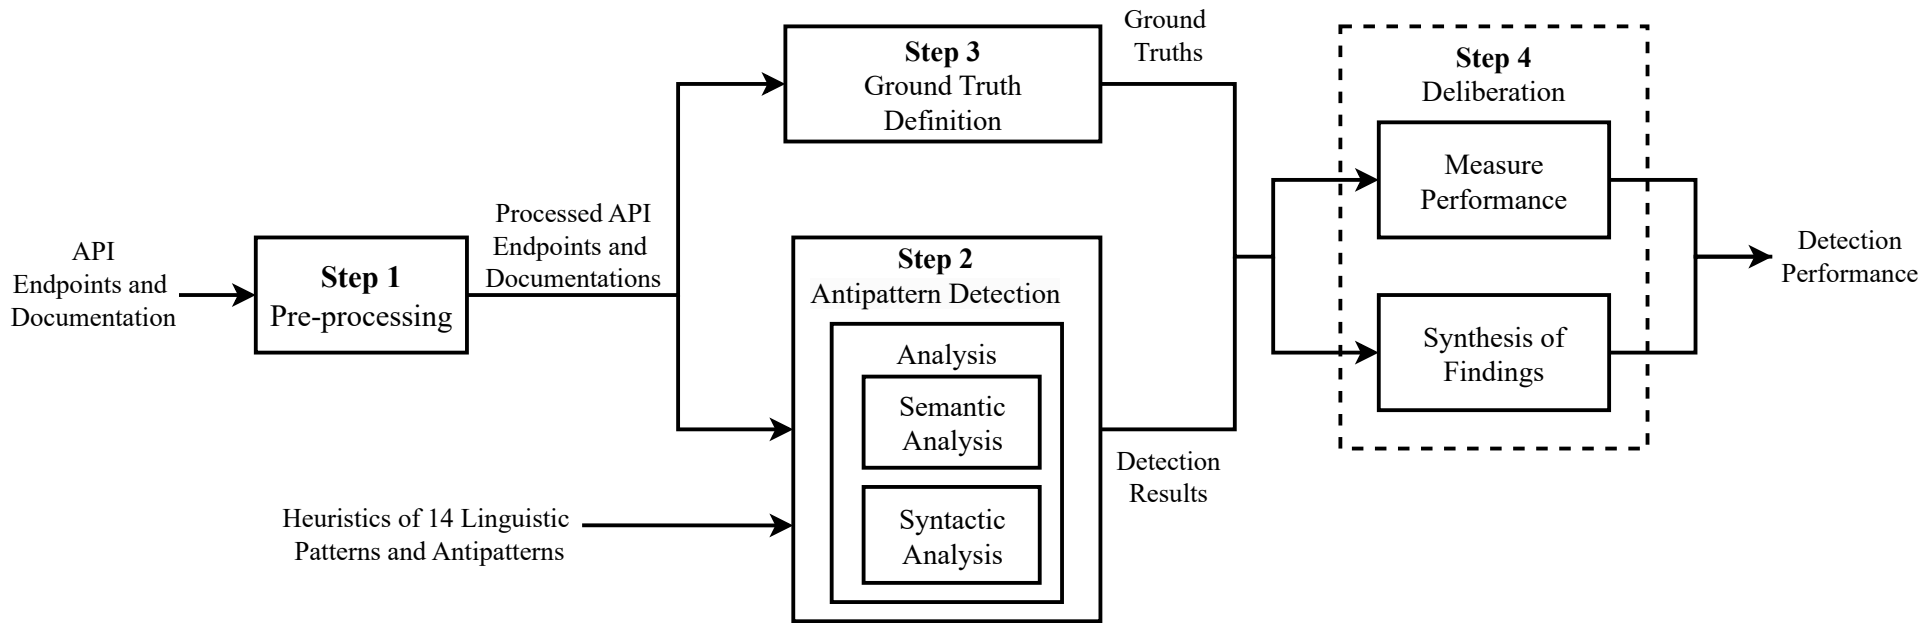 API
Endpoints and
Documentation
Step 1
Pre-processing
Processed API
Endpoints and
Documentations
Heuristics of 14 Linguistic
Patterns and Antipatterns
Step 3
Ground Truth
Definition
Step 2
Antipattern Detection
Analysis
Semantic
Analysis
Syntactic
Analysis
Ground
Truths
Detection
Results
Step 4
Deliberation
Measure
Performance
Synthesis of
Findings
Detection
Performance